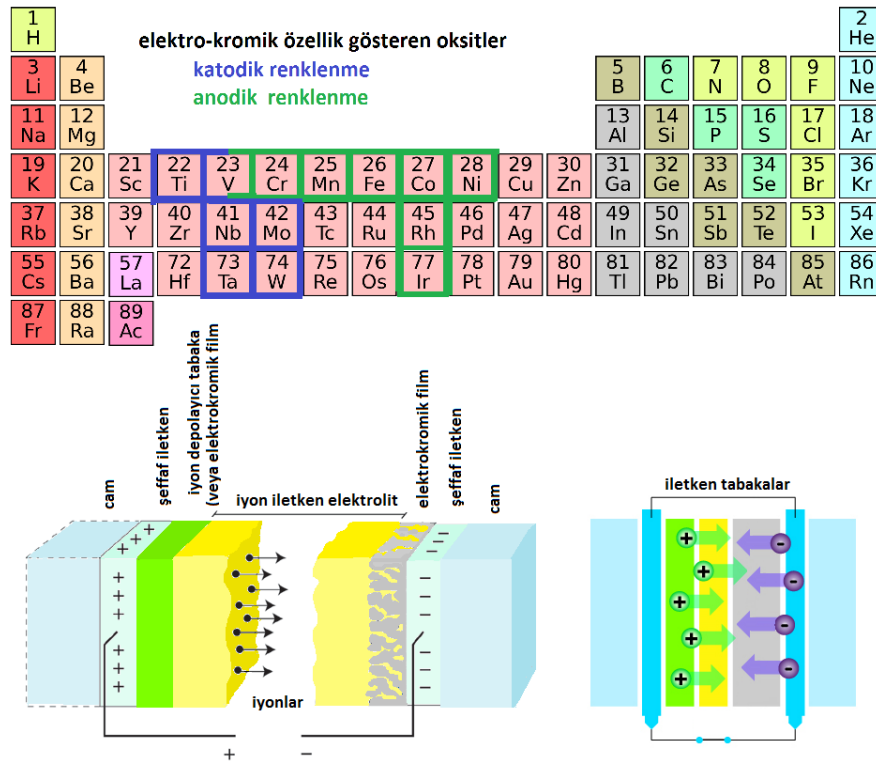 1 2
H He
elektro-kromik özellik gösteren oksitler
katodik renklenme
anodik renklenme
3 4 5 6 7 8 9 10
Li Be B C N O F Ne
11 12 13 14 15 16 17 18
Na Mg Al Si P S Cl Ar
19 20 21 22 23 24 25 26 27 28 29 30 31 32 33 34 35 36
K Ca Sc Ti V Cr Mn Fe Co Ni Cu Zn Ga Ge As Se Br Kr
37 38 39 40 41 42 43 44 45 46 47 48 49 50 51 52 53 54
Rb Sr Y Zr Nb Mo Tc Ru Rh Pd Ag Cd In Sn Sb Te I Xe
55 56 57 72 73 74 75 76 77 78 79 80 81 82 83 84 85 86
Cs Ba La Hf Ta W Re Os Ir Pt Au Hg Tl Pb Bi Po At Rn
87 88 89
Fr Ra Ac
cam
şeffaf iletken
iyon depolayıcı tabaka
(veya elektrokromik film
iyon iletken elektrolit
elektrokromik film
şeffaf iletken
cam
+ + + + + + + + +
− − − − − − − − −
iyonlar
+ −
iletken tabakalar
+ + + + +
- - - -